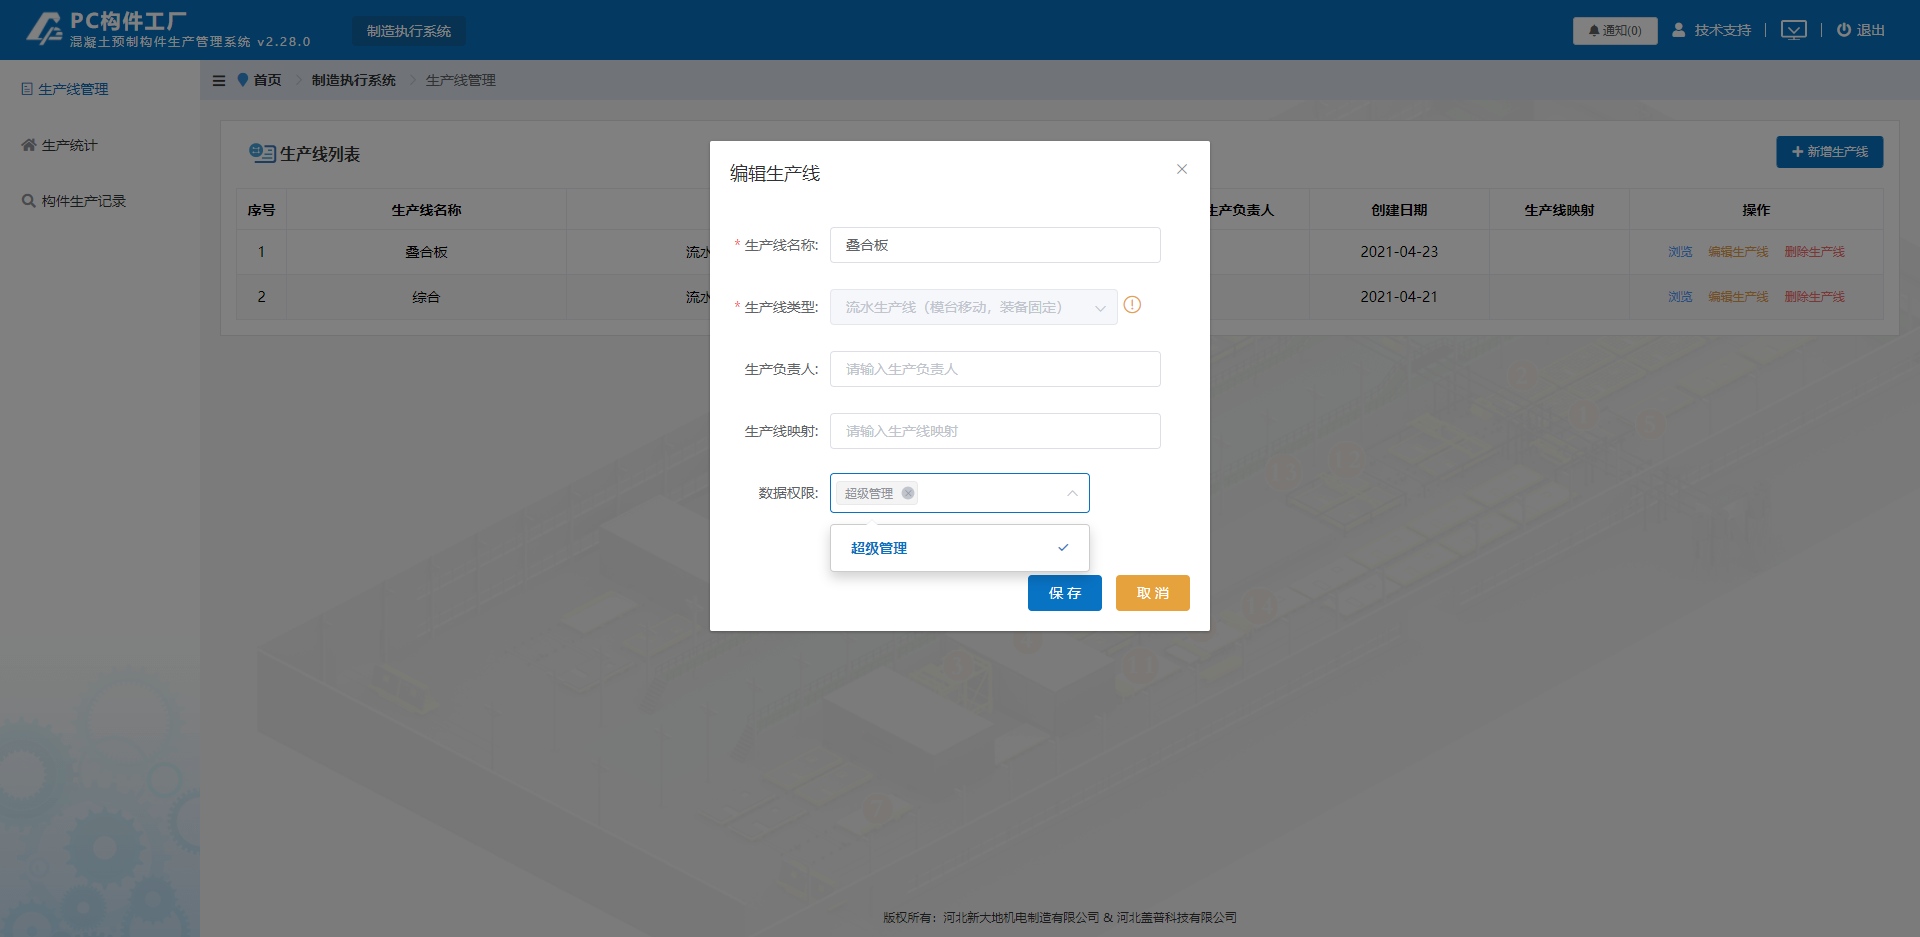 PC构件工厂
混凝土预制构件生产管理系统 v2.28.0
制造执行系统
通知(0)
技术支持
退出
生产线管理
生产统计
构件生产记录
首页
制造执行系统
生产线管理
生产线列表
新增生产线
序号 生产线名称 生产负责人 创建日期 生产线映射 操作
1 叠合板 流水 2021-04-23 浏览 编辑生产线 删除生产线
2 综合 流水 2021-04-21 浏览 编辑生产线 删除生产线
编辑生产线
* 生产线名称: 叠合板
* 生产线类型: 流水生产线（模台移动，装备固定）
生产负责人: 请输入生产负责人
生产线映射: 请输入生产线映射
数据权限: 超级管理
超级管理
保 存
取 消
版权所有：河北新大地机电制造有限公司 & 河北盖普科技有限公司